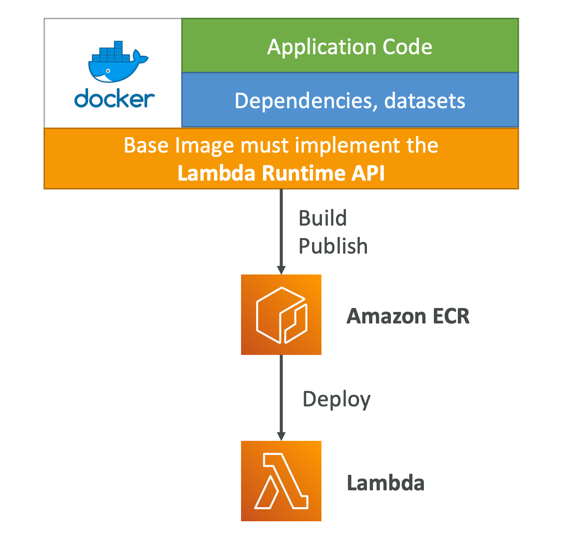 docker
Application Code
Dependencies, datasets
Base Image must implement the
Lambda Runtime API
Build
Publish
Amazon ECR
Deploy
Lambda